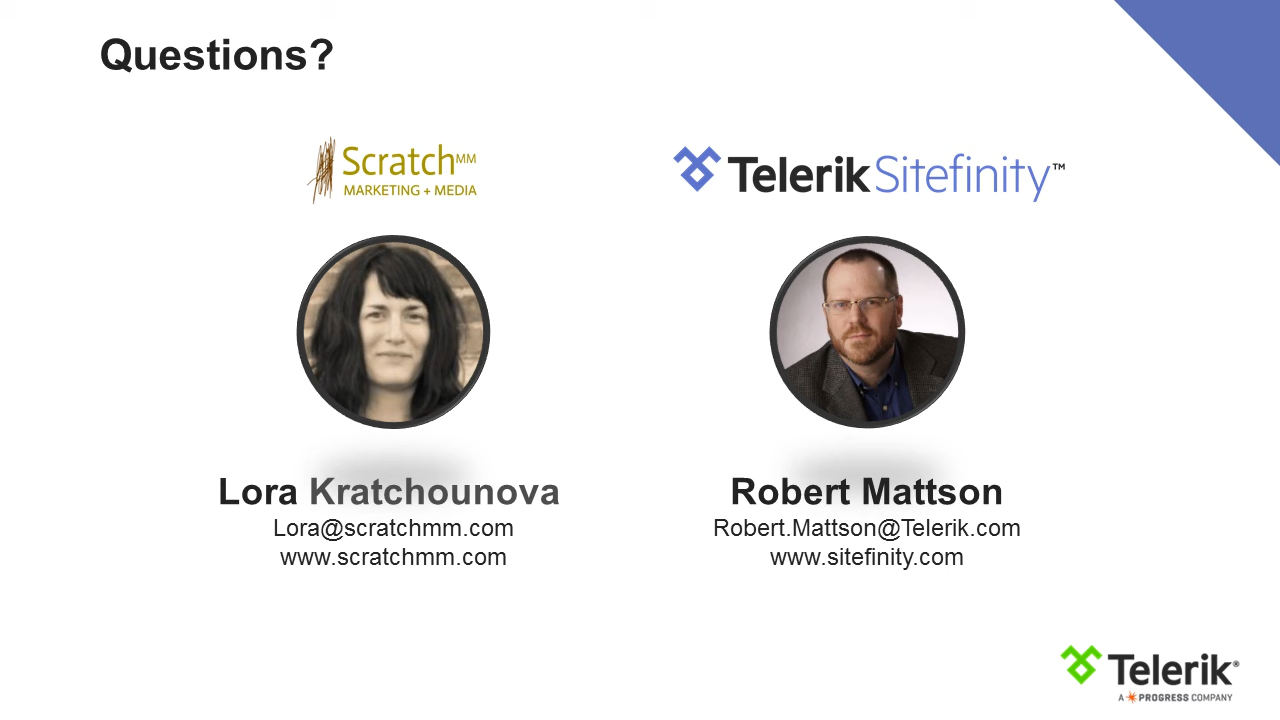 Questions?
Scratch MM
MARKETING + MEDIA
Telerik Sitefinity™
Lora Kratchounova
Lora@scratchmm.com
www.scratchmm.com
Robert Mattson
Robert.Mattson@Telerik.com
www.sitefinity.com
Telerik®
A PROGRESS COMPANY